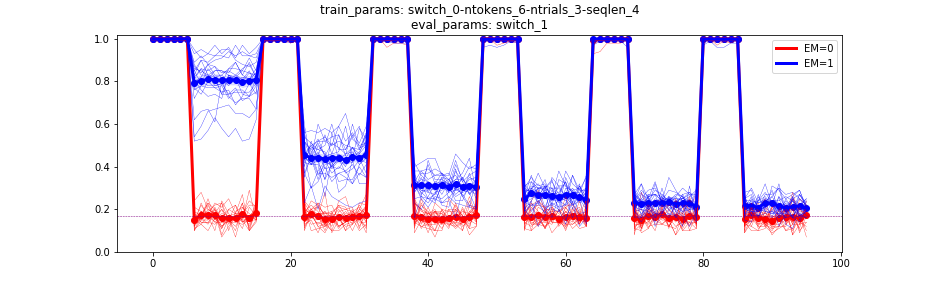 train_params: switch_0-ntokens_6-ntrials_3-seqlen_4
eval_params: switch_1
1.0
0.8
0.6
0.4
0.2
0.0
EM=0
EM=1
0 20 40 60 80 100